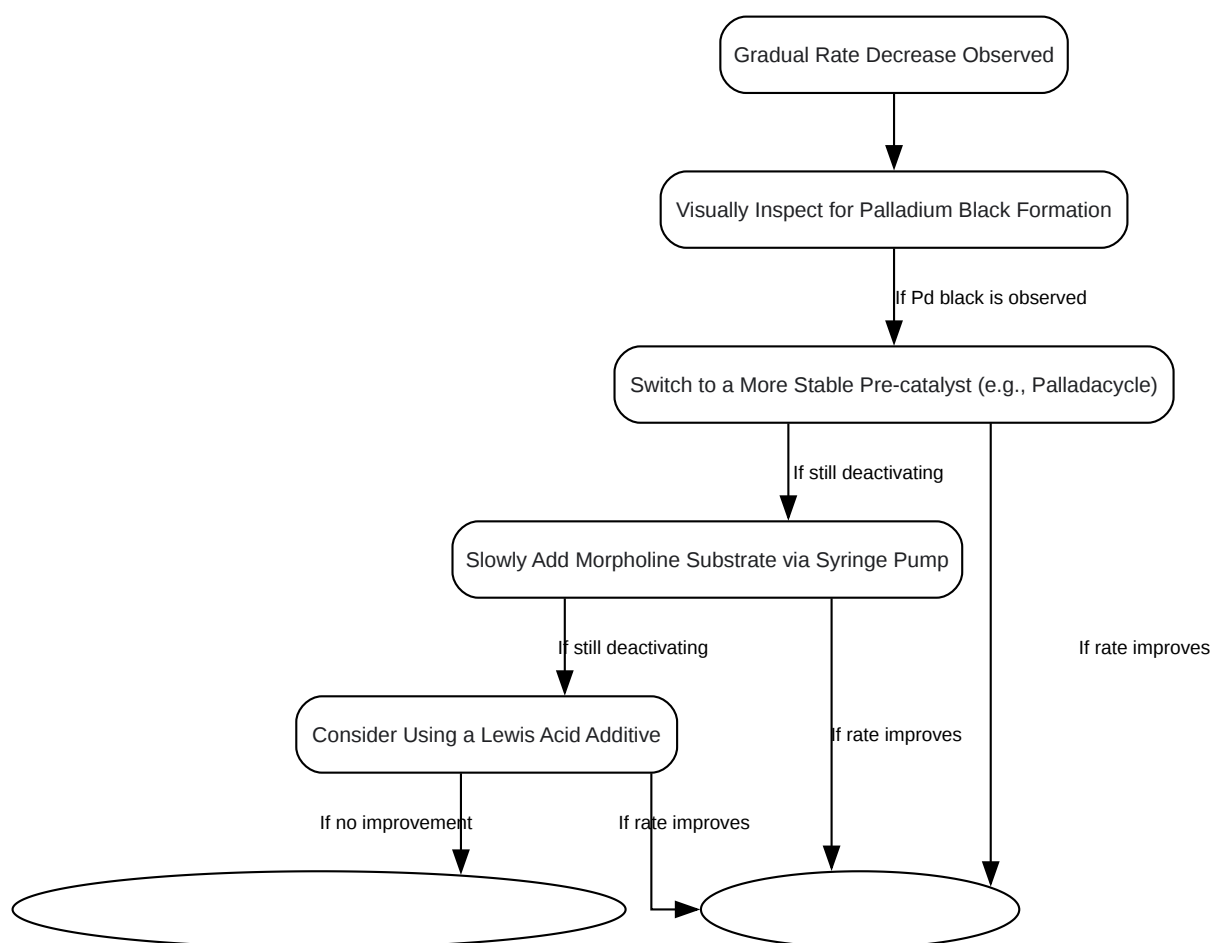 Gradual Rate Decrease Observed
Visually Inspect for Palladium Black Formation
If Pd black is observed
Switch to a More Stable Pre-catalyst (e.g., Palladacycle)
If still deactivating
Slowly Add Morpholine Substrate via Syringe Pump
If still deactivating
If rate improves
Consider Using a Lewis Acid Additive
If rate improves
If no improvement
If rate improves